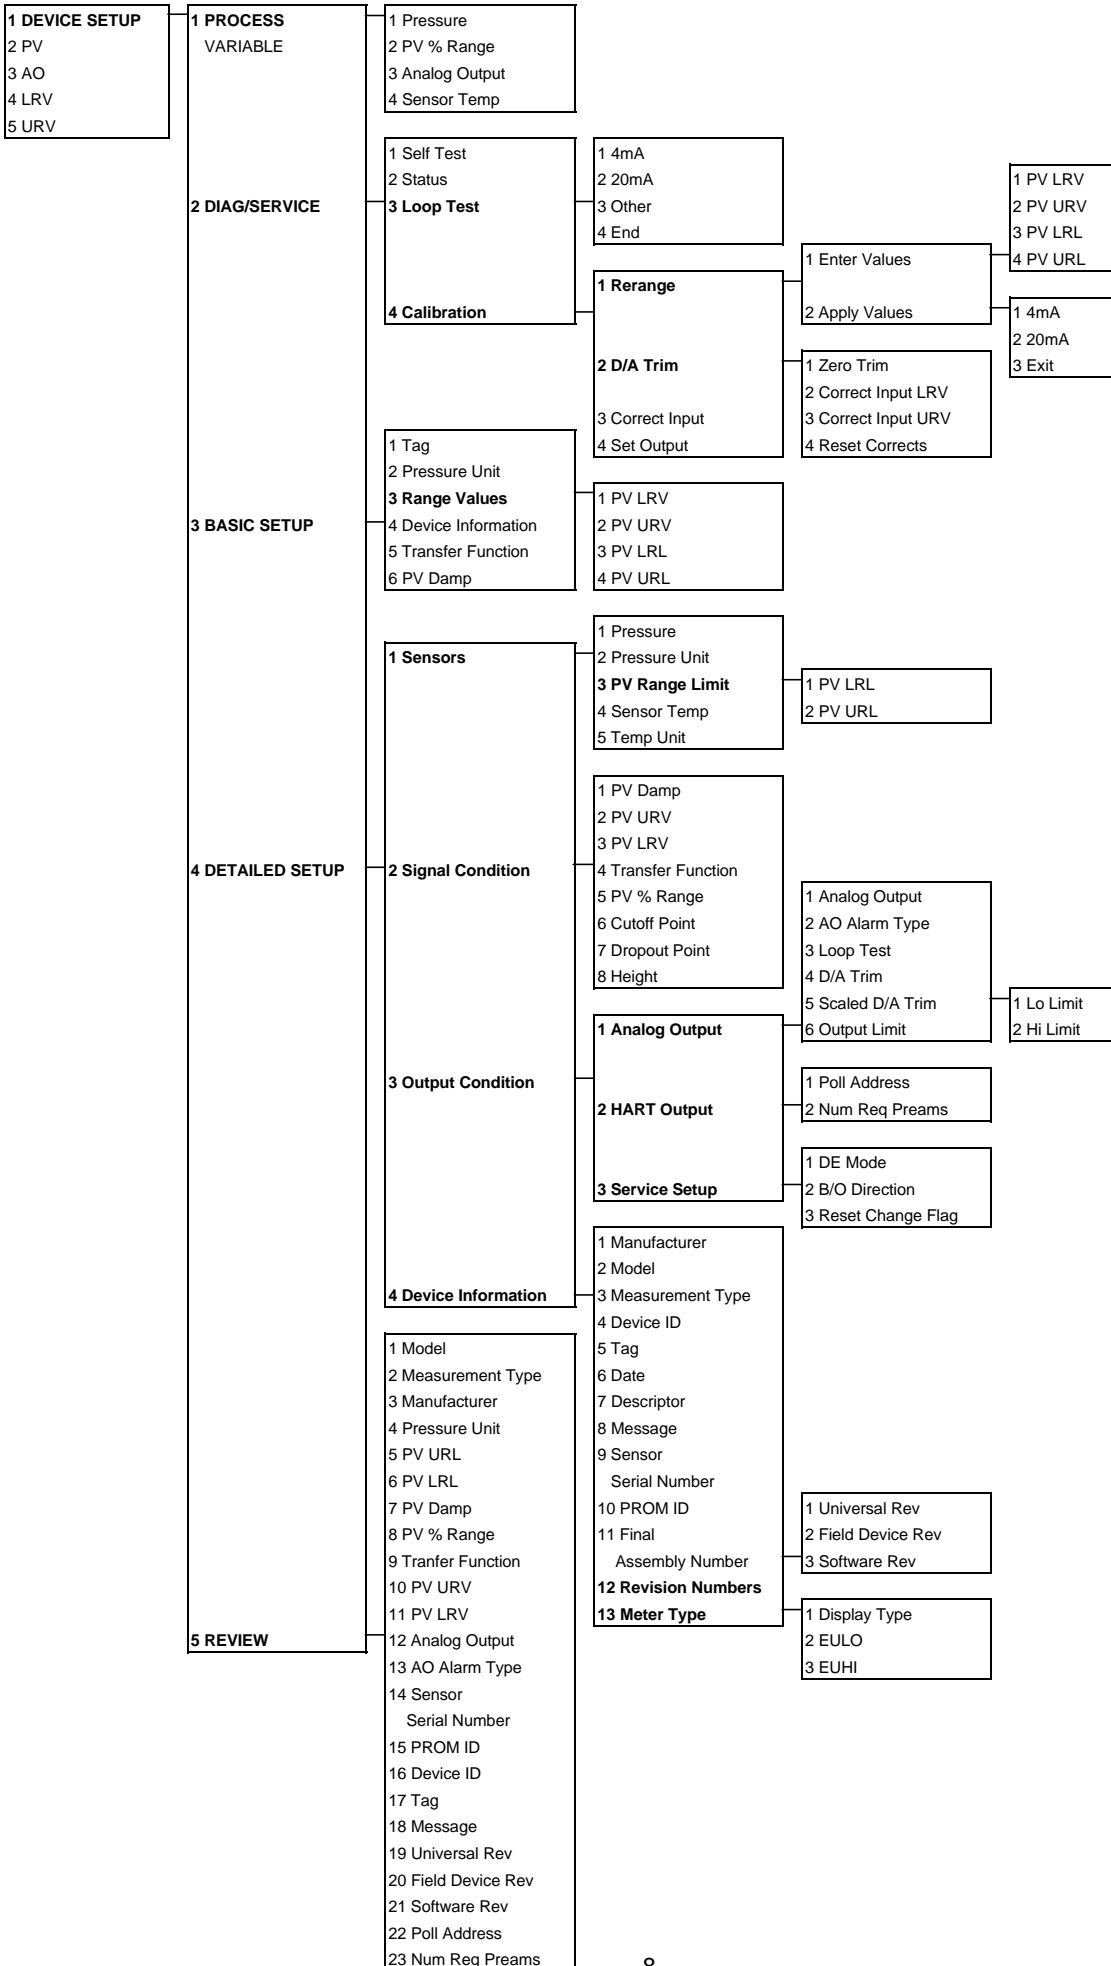 1 DEVICE SETUP
2 PV
3 AO
4 LRV
5 URV
1 PROCESS
VARIABLE
2 DIAG/SERVICE
3 BASIC SETUP
4 DETAILED SETUP
5 REVIEW
1 Pressure
2 PV % Range
3 Analog Output
4 Sensor Temp
1 Self Test
2 Status
3 Loop Test
4 Calibration
1 4mA
2 20mA
3 Other
4 End
1 Rerange
2 D/A Trim
3 Correct Input
4 Set Output
1 Enter Values
2 Apply Values
1 PV LRV
2 PV URV
3 PV LRL
4 PV URL
1 4mA
2 20mA
3 Exit
1 Zero Trim
2 Correct Input LRV
3 Correct Input URV
4 Reset Corrects
1 Tag
2 Pressure Unit
3 Range Values
4 Device Information
5 Transfer Function
6 PV Damp
1 PV LRV
2 PV URV
3 PV LRL
4 PV URL
1 Sensors
2 Signal Condition
3 Output Condition
4 Device Information
1 Pressure
2 Pressure Unit
3 PV Range Limit
4 Sensor Temp
5 Temp Unit
1 PV LRL
2 PV URL
1 PV Damp
2 PV URV
3 PV LRV
4 Transfer Function
5 PV % Range
6 Cutoff Point
7 Dropout Point
8 Height
1 Analog Output
2 HART Output
3 Service Setup
1 Analog Output
2 AO Alarm Type
3 Loop Test
4 D/A Trim
5 Scaled D/A Trim
6 Output Limit
1 Lo Limit
2 Hi Limit
1 Poll Address
2 Num Req Preams
1 DE Mode
2 B/O Direction
3 Reset Change Flag
1 Manufacturer
2 Model
3 Measurement Type
4 Device ID
5 Tag
6 Date
7 Descriptor
8 Message
9 Sensor
Serial Number
10 PROM ID
11 Final
Assembly Number
12 Revision Numbers
13 Meter Type
1 Universal Rev
2 Field Device Rev
3 Software Rev
1 Display Type
2 EULO
3 EUHI
1 Model
2 Measurement Type
3 Manufacturer
4 Pressure Unit
5 PV URL
6 PV LRL
7 PV Damp
8 PV % Range
9 Tranfer Function
10 PV URV
11 PV LRV
12 Analog Output
13 AO Alarm Type
14 Sensor
Serial Number
15 PROM ID
16 Device ID
17 Tag
18 Message
19 Universal Rev
20 Field Device Rev
21 Software Rev
22 Poll Address
23 Num Req Preams